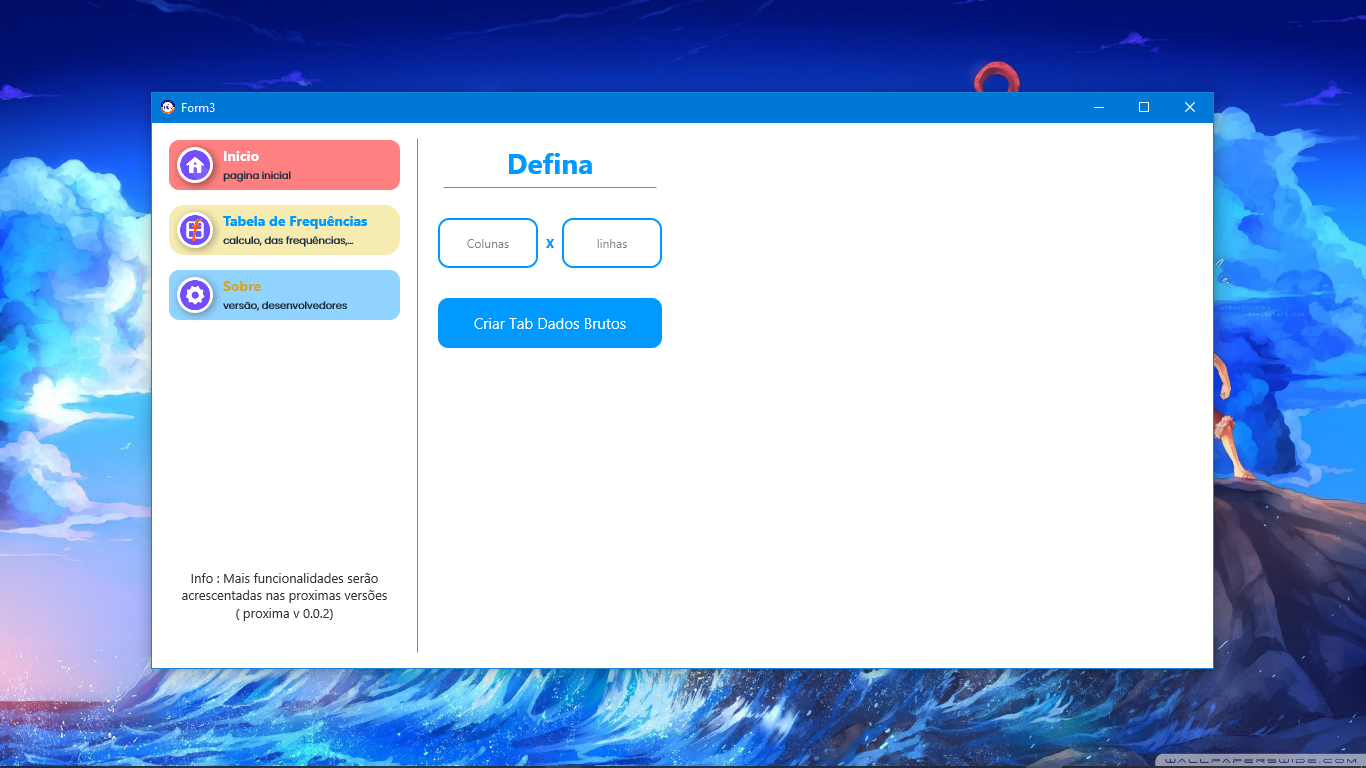 Form3
Inicio
pagina inicial
Tabela de Frequências
calculo, das frequências,...
Sobre
versão, desenvolvedores
Info : Mais funcionalidades serão
acrescentadas nas proximas versões
( proxima v 0.0.2)
Defina
Colunas x linhas
Criar Tab Dados Brutos
WALLPAPERSWIDE.COM